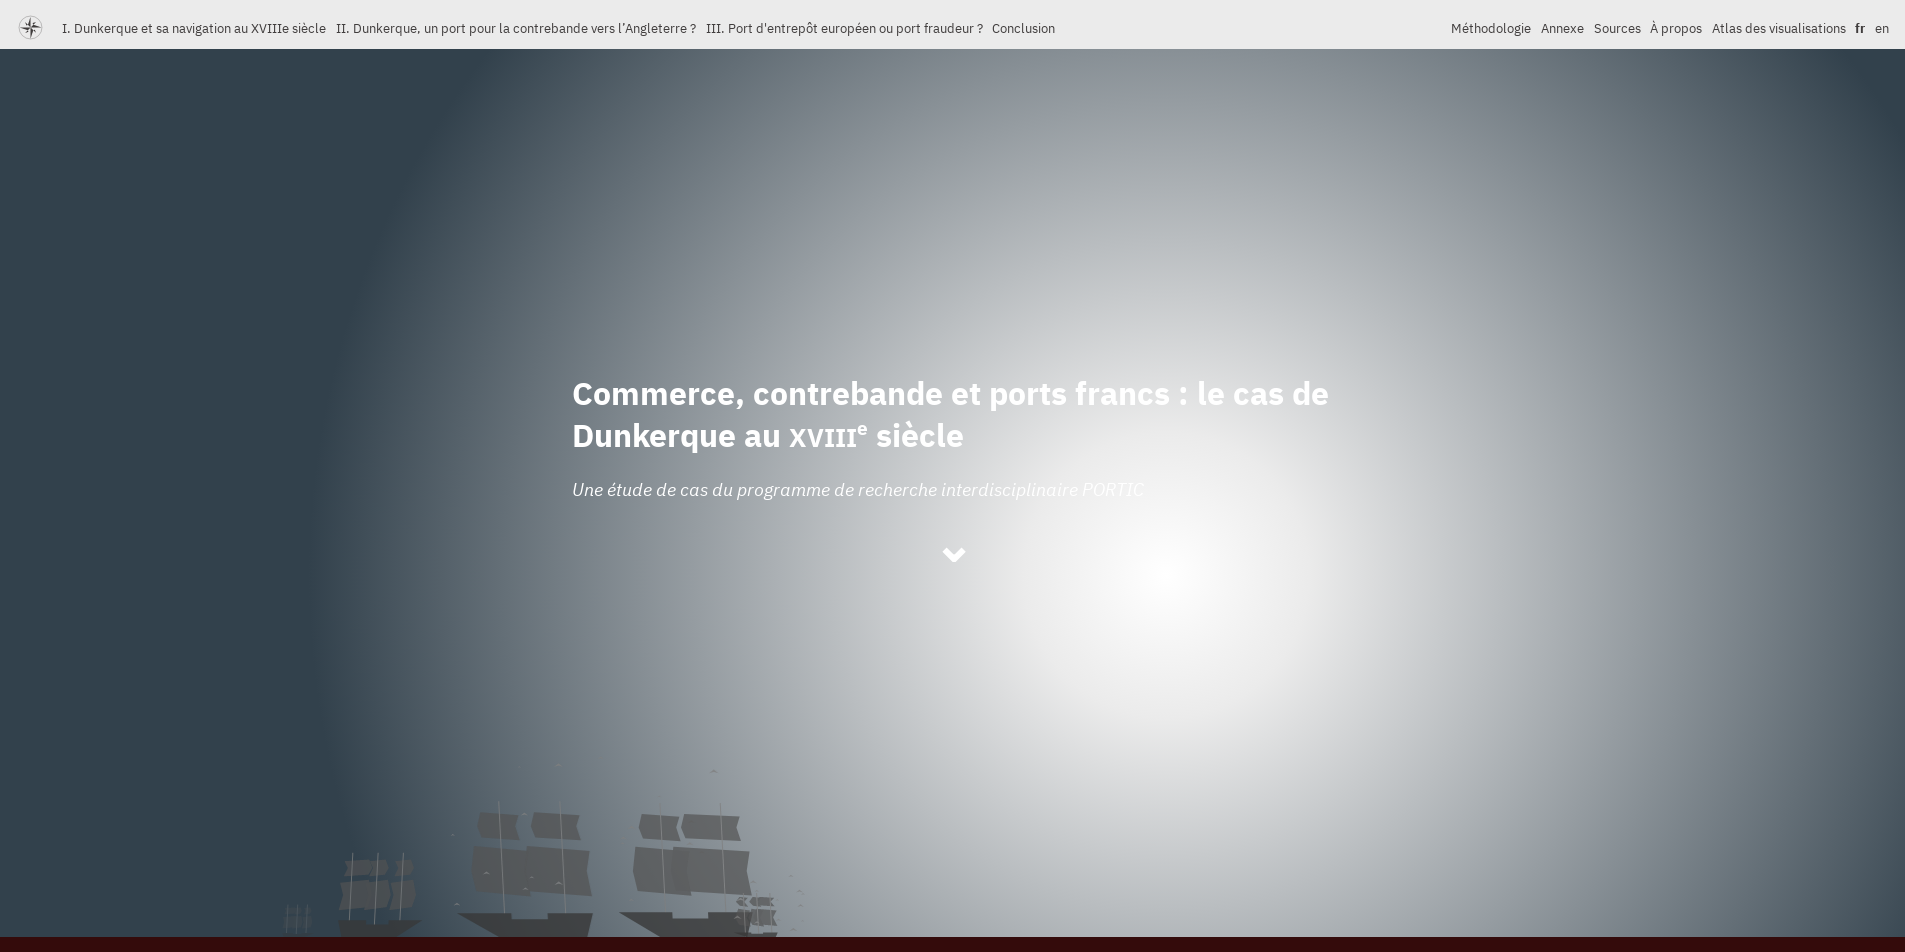 I. Dunkerque et sa navigation au XVIIIe siècle II. Dunkerque, un port pour la contrebande vers l’Angleterre ? III. Port d'entrepôt européen ou port fraudeur ? Conclusion Méthodologie Annexe Sources À propos Atlas des visualisations fr en
Commerce, contrebande et ports francs : le cas de
Dunkerque au XVIIIe siècle
Une étude de cas du programme de recherche interdisciplinaire PORTIC